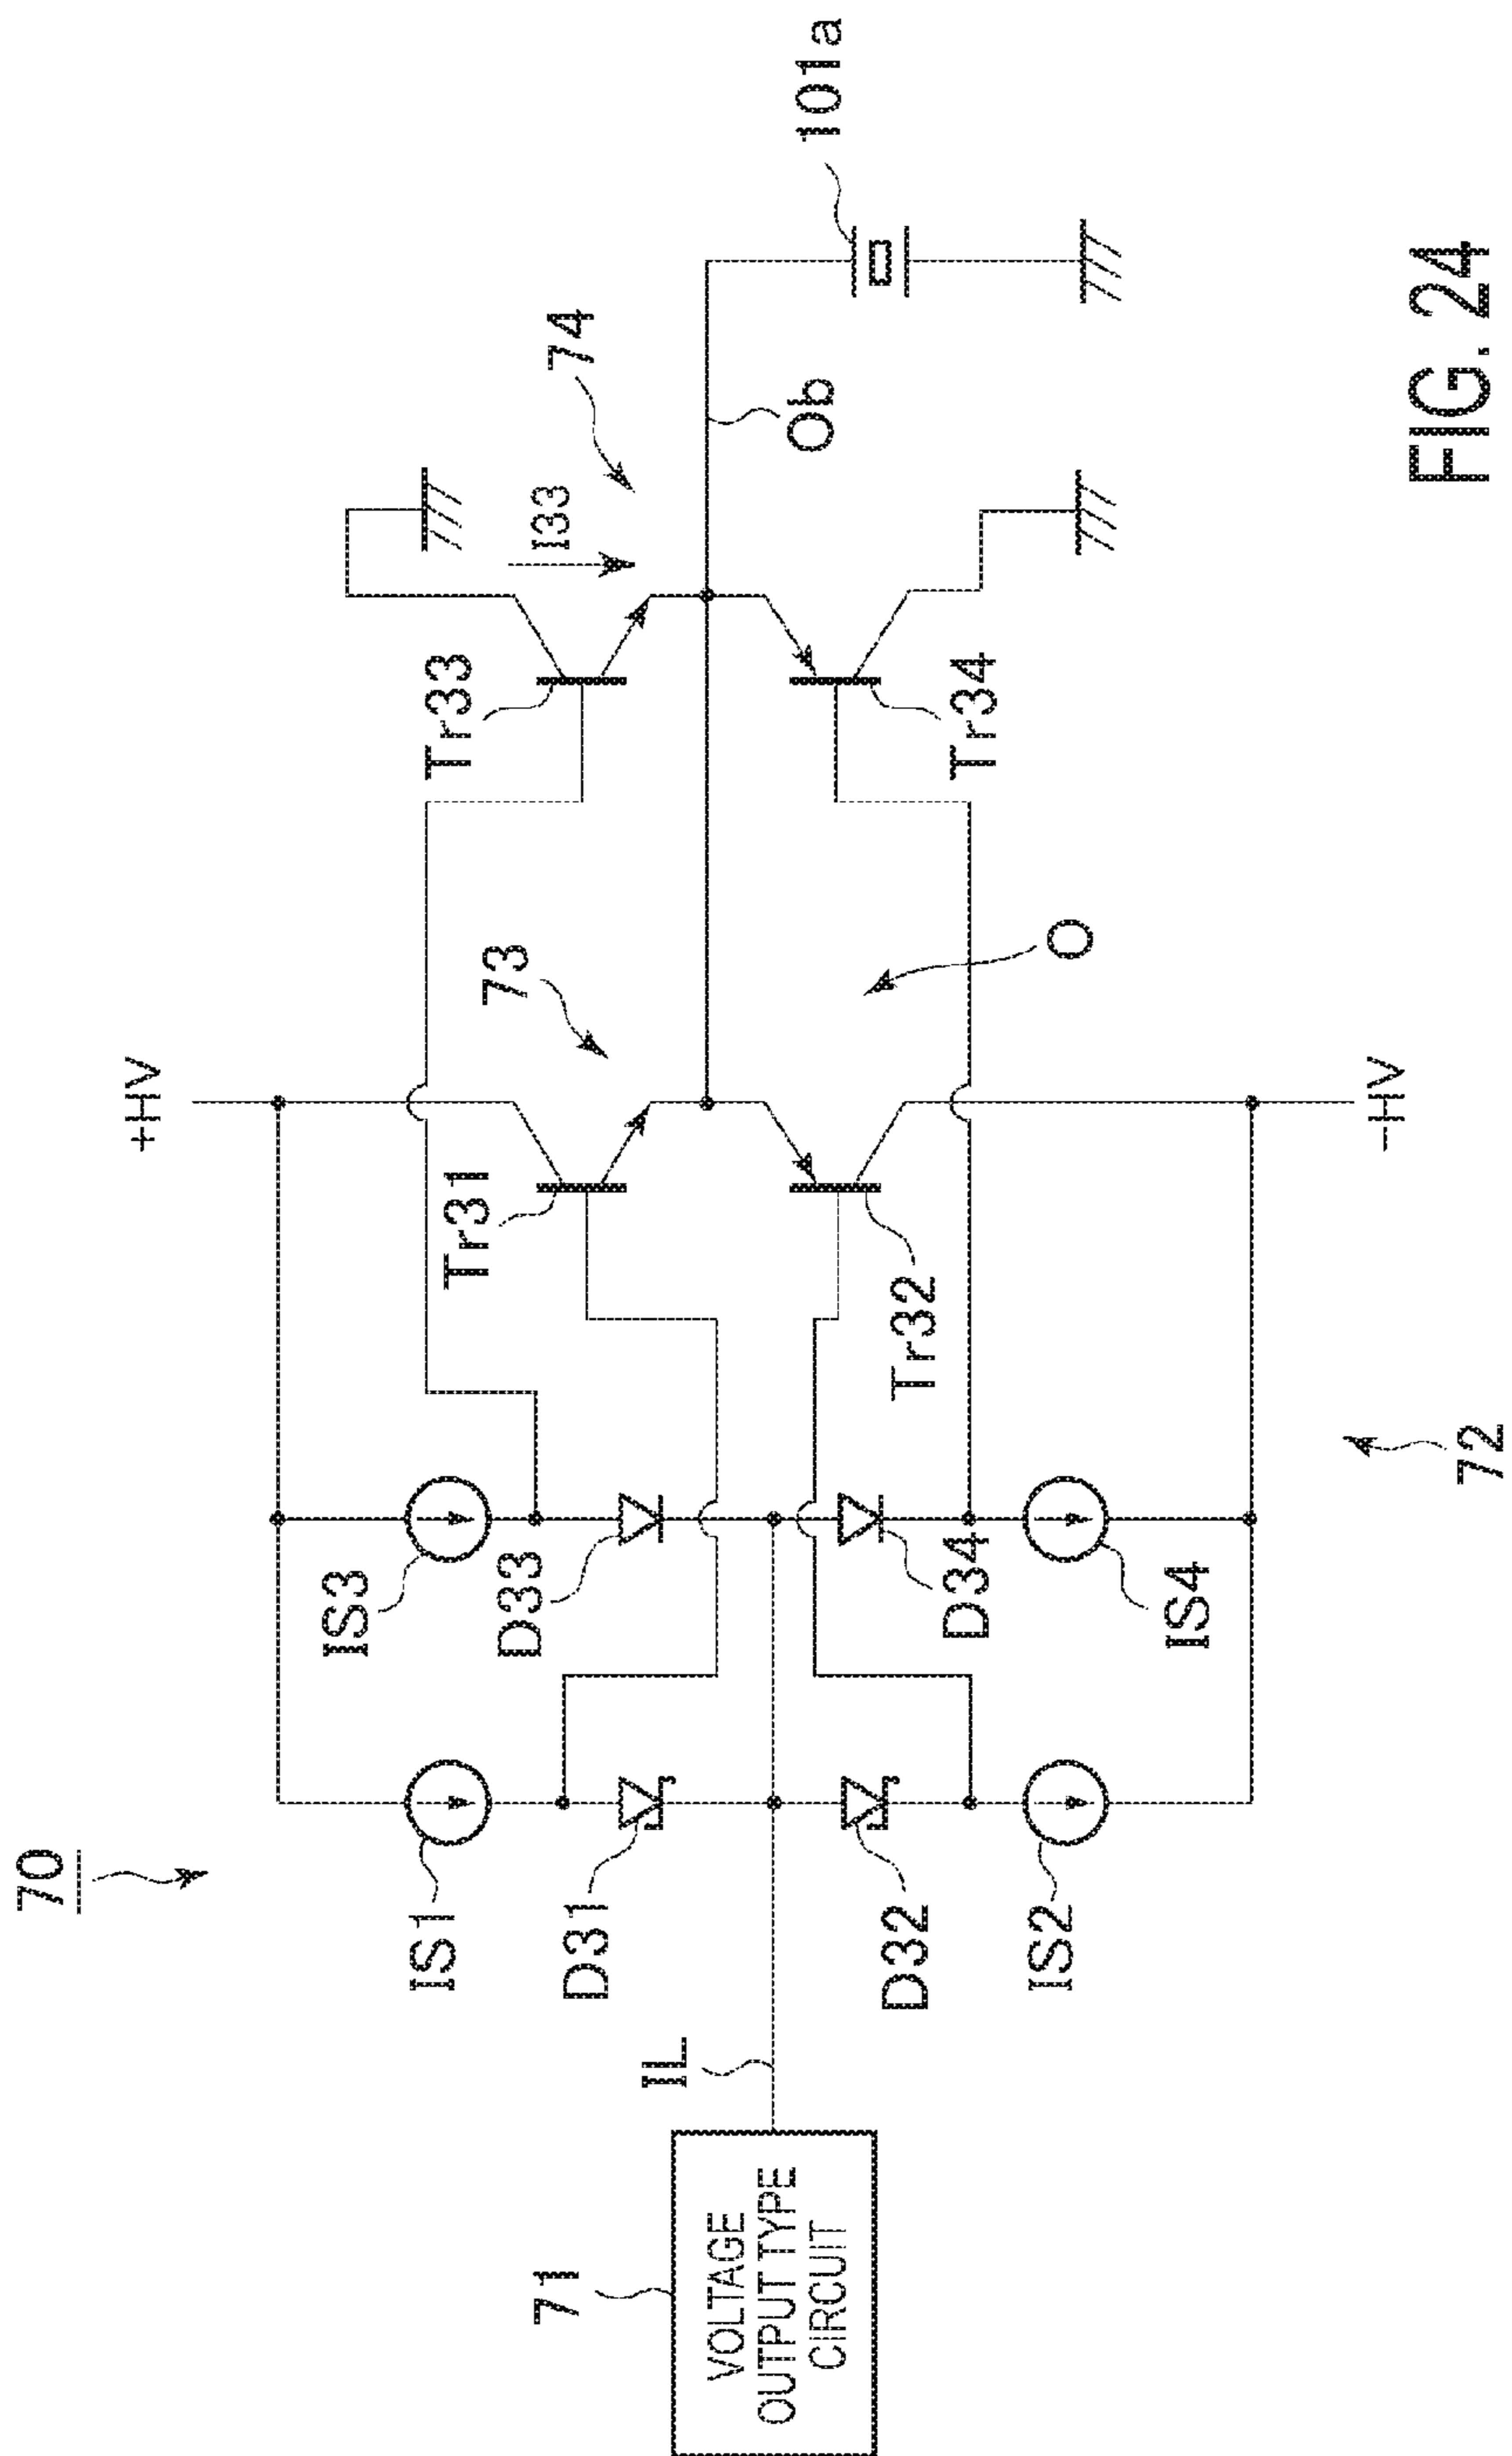 70
+HV
IS1
IS3
Tr31
73
Tr33
I33
74
D31
D33
71
VOLTAGE
OUTPUT TYPE
CIRCUIT
IL
Ob
101a
D32
D34
Tr32
O
Tr34
IS2
IS4
-HV
72
FIG. 24